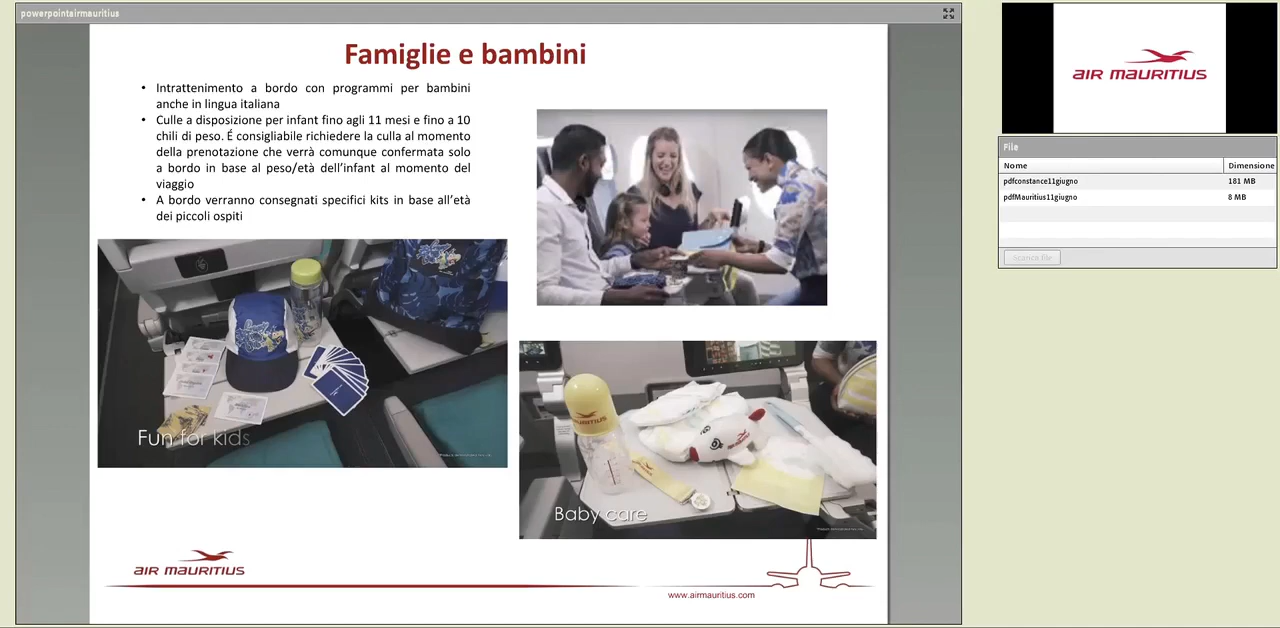 powerpointairmauritius
Famiglie e bambini
• Intrattenimento a bordo con programmi per bambini
anche in lingua italiana
• Culle a disposizione per infant fino agli 11 mesi e fino a 10
chili di peso. É consigliabile richiedere la culla al momento
della prenotazione che verrà comunque confermata solo
a bordo in base al peso/età dell’infant al momento del
viaggio
• A bordo verranno consegnati specifici kits in base all’età
dei piccoli ospiti
Fun for kids
AIR MAURITIUS
Baby care
AIR MAURITIUS
www.airmauritius.com
AIR MAURITIUS
File
Nome Dimensione
pdfconstance11giugno 181 MB
pdfMauritius11giugno 8 MB
Scarica file